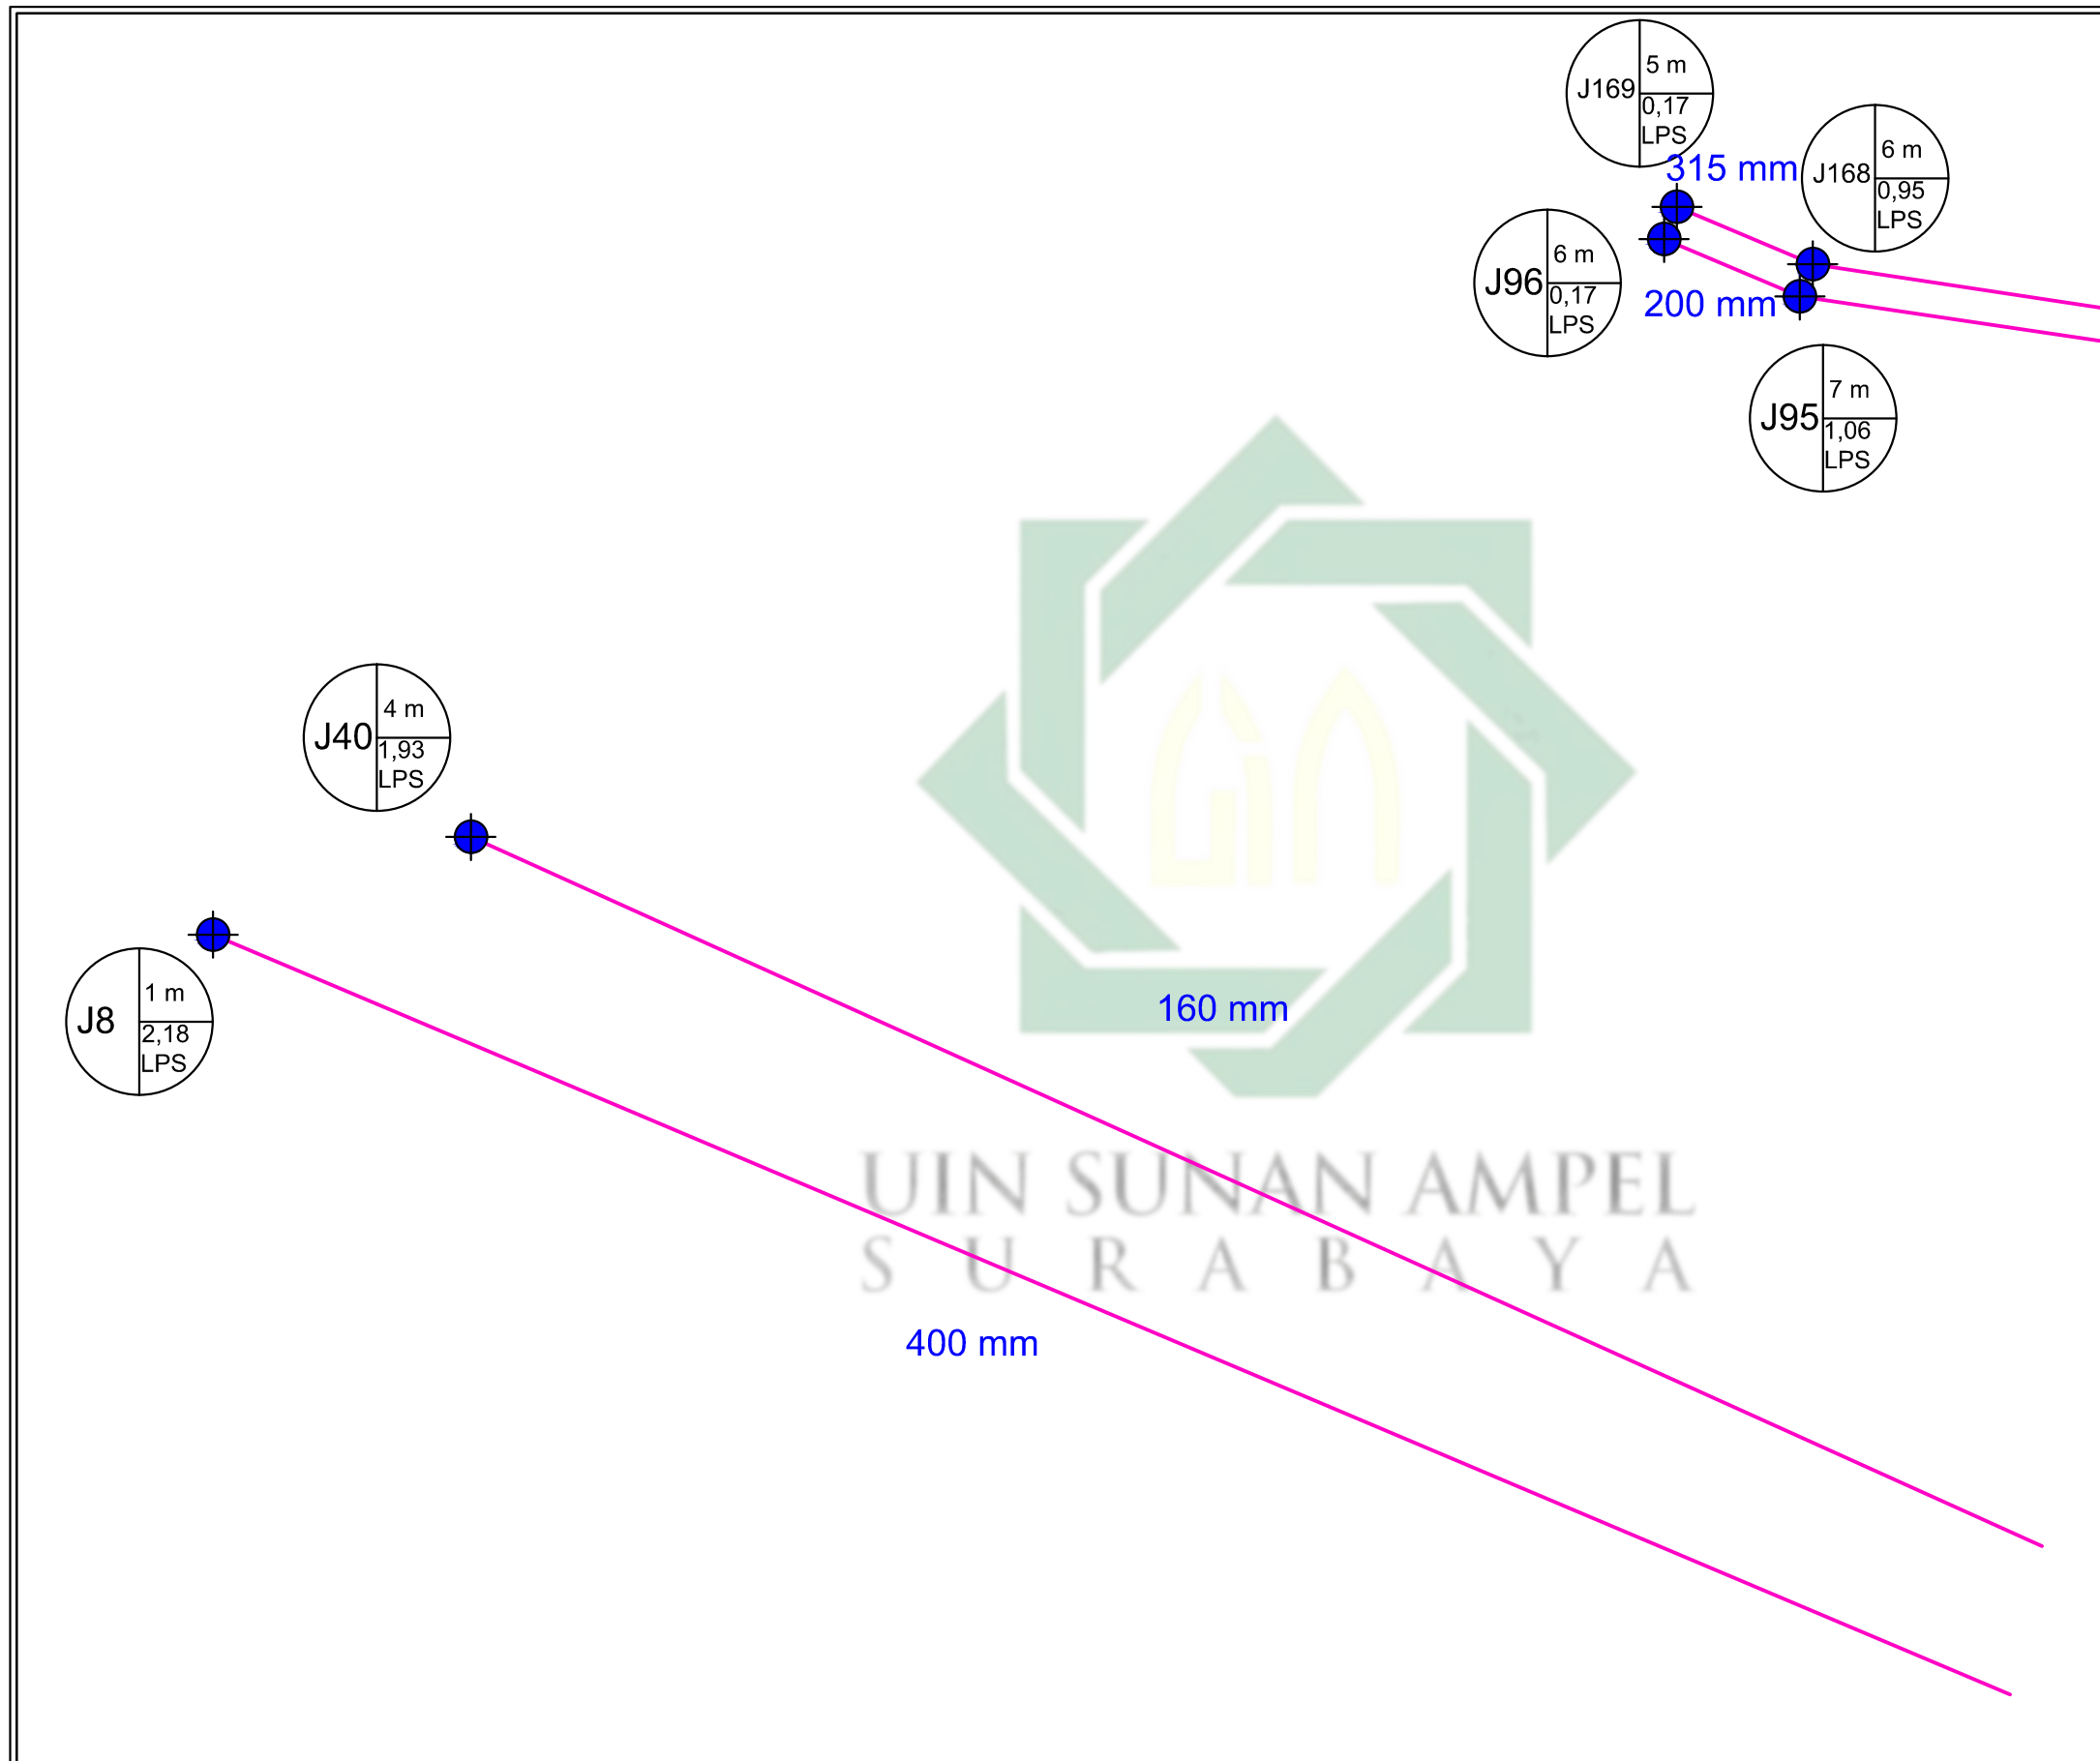 J169
5 m
0,17
LPS
315 mm
J168
6 m
0,95
LPS
J96
6 m
0,17
LPS
200 mm
J95
7 m
1,06
LPS
J40
4 m
1,93
LPS
J8
1 m
2,18
LPS
160 mm
UIN SUNAN AMPEL
S U R A B A Y A
400 mm